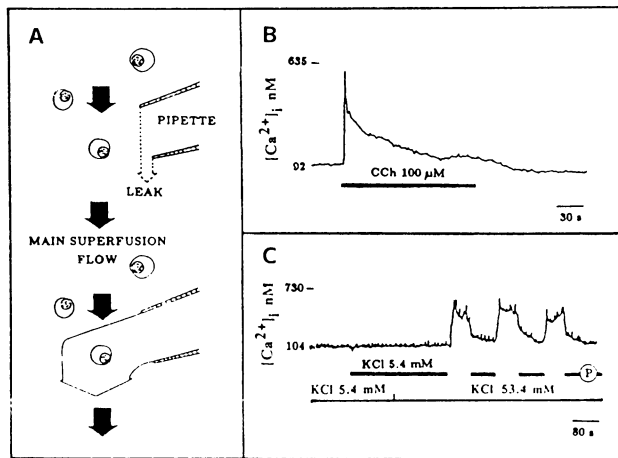 A
PIPETTE
LEAK
MAIN SUPERFUSION
FLOW
B
635
[Ca²⁺]ᵢ nM
92
CCh 100 µM
30 s
C
730
[Ca²⁺]ᵢ nM
104
KCl 5.4 mM
P
KCl 5.4 mM
KCl 53.4 mM
80 s